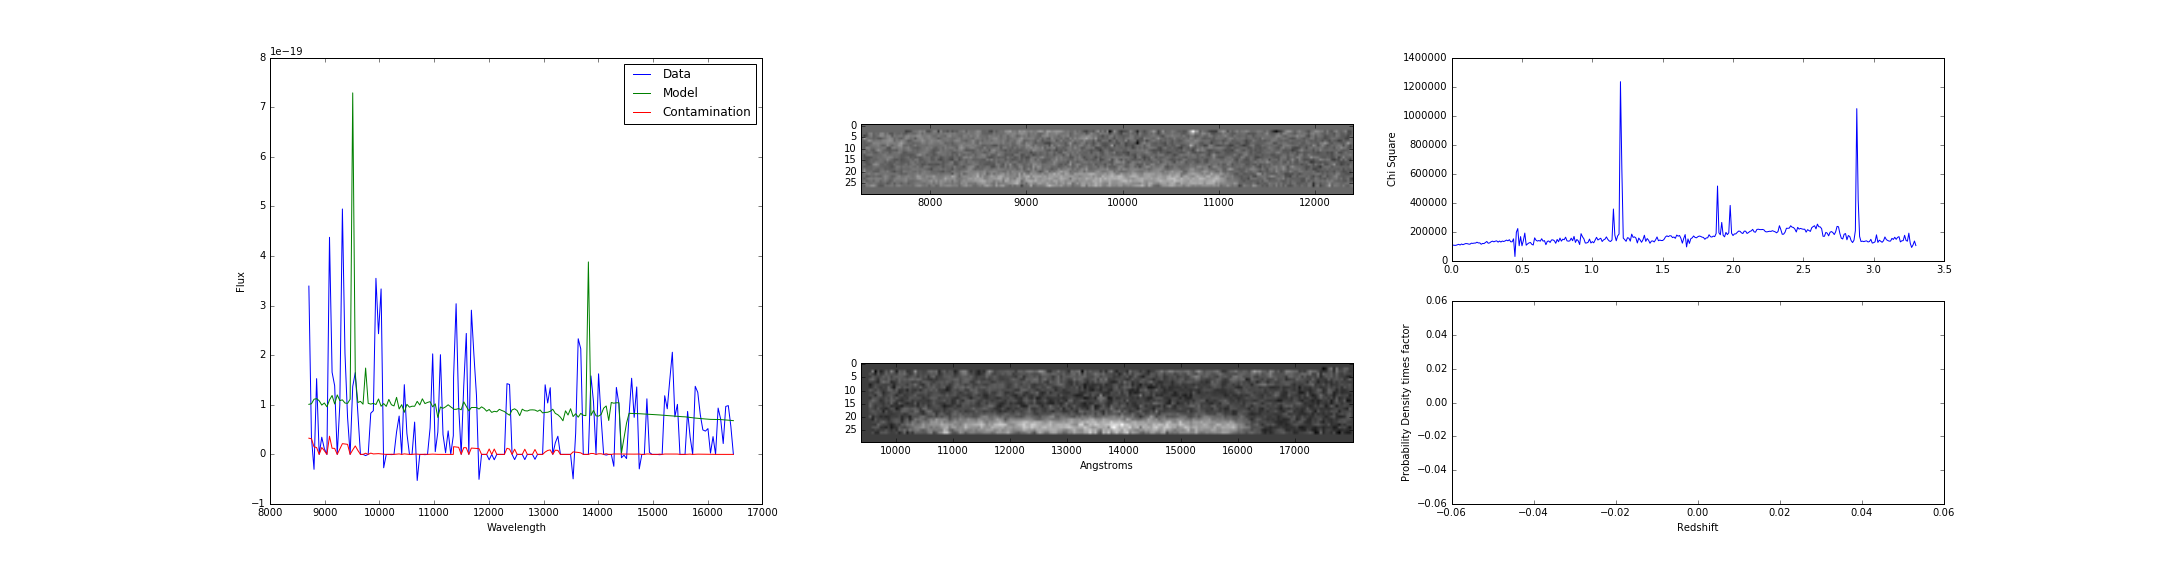 1e−19
8
7
6
5
4
3
2
1
0
−1
8000 9000 10000 11000 12000 13000 14000 15000 16000 17000
Flux
Wavelength
Data
Model
Contamination
0
5
10
15
20
25
8000 9000 10000 11000 12000
0
5
10
15
20
25
10000 11000 12000 13000 14000 15000 16000 17000
Angstroms
1400000
1200000
1000000
800000
600000
400000
200000
0
0.0 0.5 1.0 1.5 2.0 2.5 3.0 3.5
Chi Square
0.06
0.04
0.02
0.00
−0.02
−0.04
−0.06
−0.06 −0.04 −0.02 0.00 0.02 0.04 0.06
Probability Density times factor
Redshift